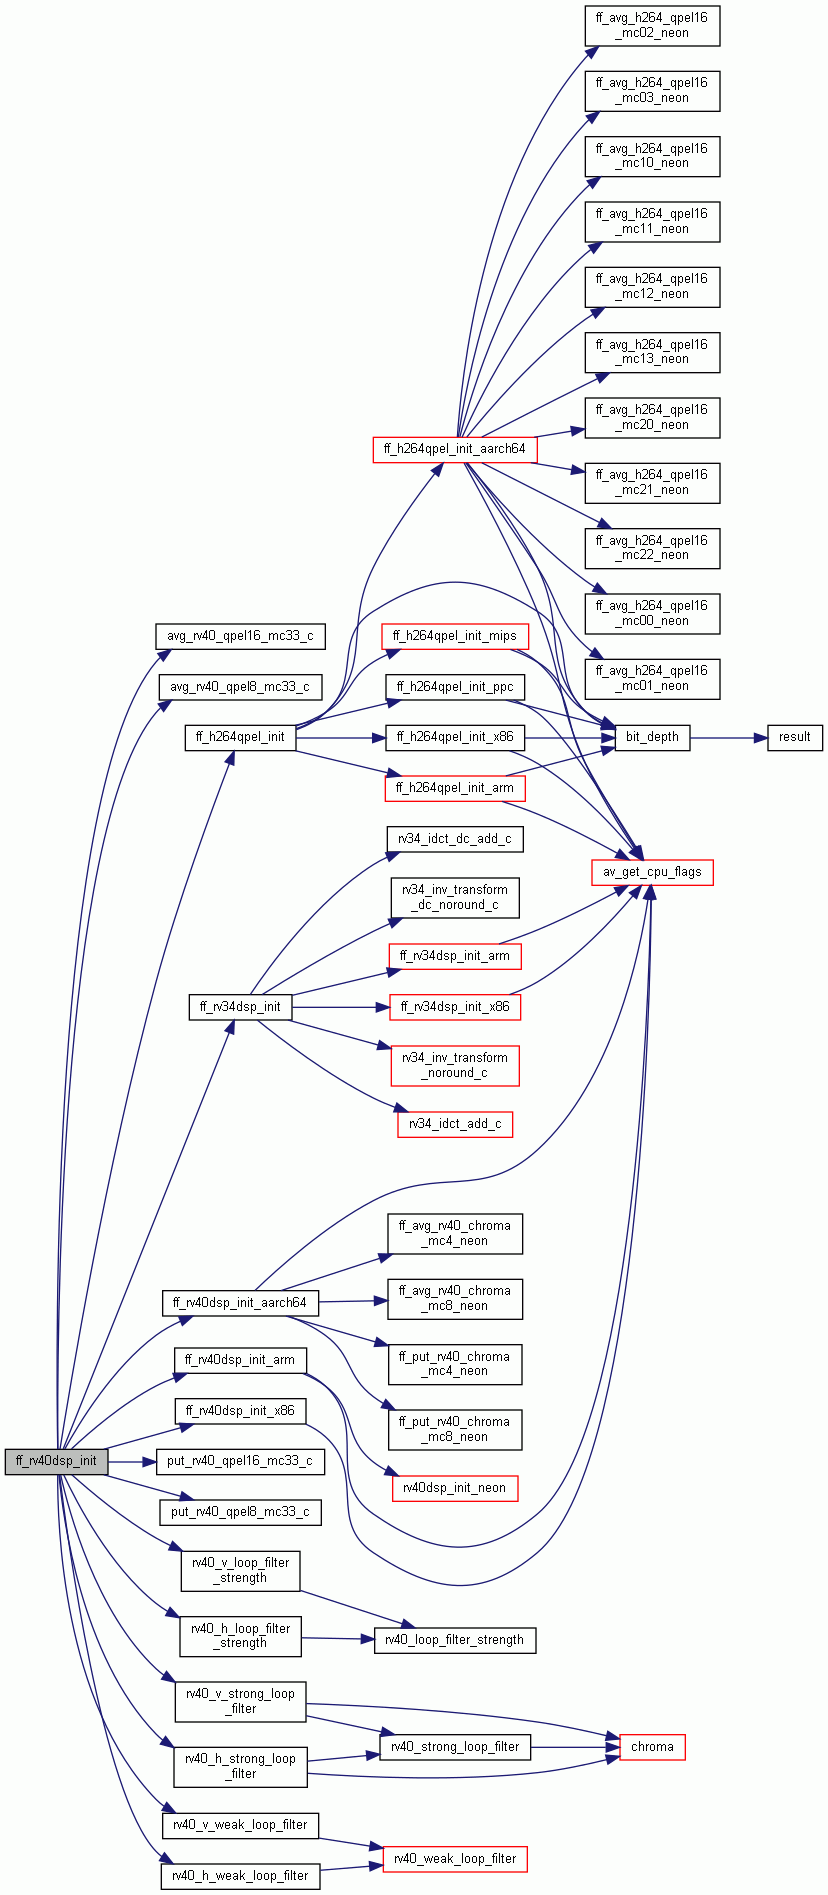 ff_avg_h264_qpel16
_mc02_neon
ff_avg_h264_qpel16
_mc03_neon
ff_avg_h264_qpel16
_mc10_neon
ff_avg_h264_qpel16
_mc11_neon
ff_avg_h264_qpel16
_mc12_neon
ff_avg_h264_qpel16
_mc13_neon
ff_avg_h264_qpel16
_mc20_neon
ff_h264qpel_init_aarch64
ff_avg_h264_qpel16
_mc21_neon
ff_avg_h264_qpel16
_mc22_neon
ff_avg_h264_qpel16
_mc00_neon
avg_rv40_qpel16_mc33_c
ff_h264qpel_init_mips
ff_avg_h264_qpel16
_mc01_neon
avg_rv40_qpel8_mc33_c
ff_h264qpel_init_ppc
ff_h264qpel_init
ff_h264qpel_init_x86
bit_depth
result
ff_h264qpel_init_arm
rv34_idct_dc_add_c
av_get_cpu_flags
rv34_inv_transform
_dc_noround_c
ff_rv34dsp_init_arm
ff_rv34dsp_init
ff_rv34dsp_init_x86
rv34_inv_transform
_noround_c
rv34_idct_add_c
ff_avg_rv40_chroma
_mc4_neon
ff_rv40dsp_init_aarch64
ff_avg_rv40_chroma
_mc8_neon
ff_rv40dsp_init_arm
ff_put_rv40_chroma
_mc4_neon
ff_rv40dsp_init_x86
ff_put_rv40_chroma
_mc8_neon
ff_rv40dsp_init
put_rv40_qpel16_mc33_c
rv40dsp_init_neon
put_rv40_qpel8_mc33_c
rv40_v_loop_filter
_strength
rv40_h_loop_filter
_strength
rv40_loop_filter_strength
rv40_v_strong_loop
_filter
rv40_strong_loop_filter
chroma
rv40_h_strong_loop
_filter
rv40_v_weak_loop_filter
rv40_weak_loop_filter
rv40_h_weak_loop_filter